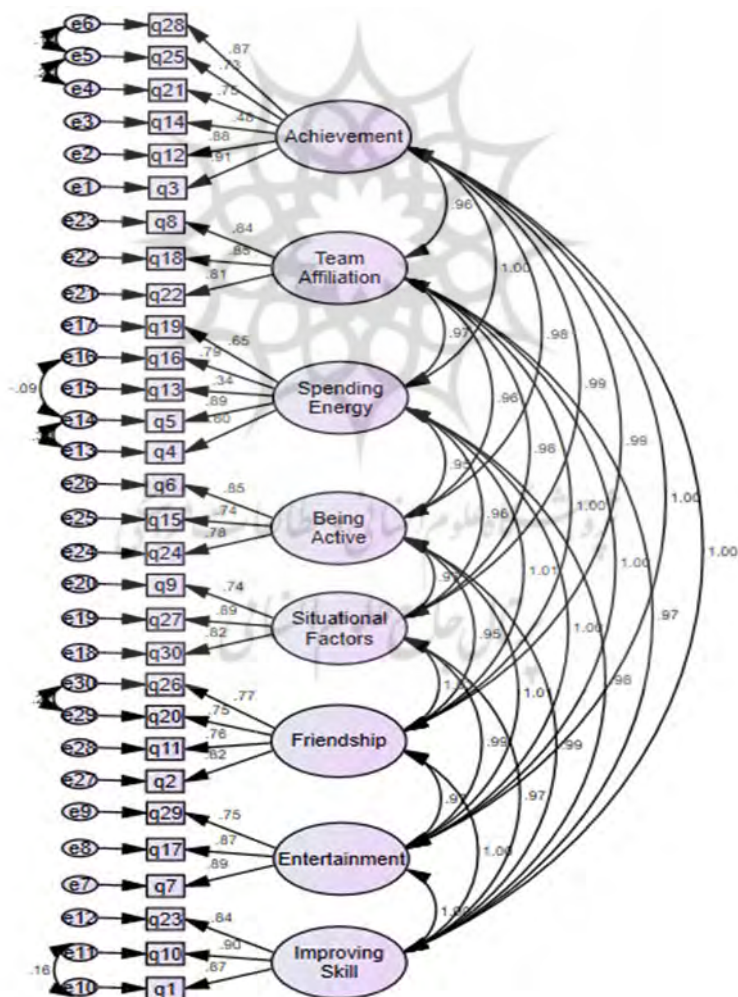 e6 q28 .87
e5 q25 .73
e4 q21 .75
e3 q14 .48
e2 q12 .88
e1 q3 .91
Achievement
e23 q8 .84
e22 q18 .85
e21 q22 .81
Team
Affiliation
e17 q19 .65
e16 q16 .79
e15 q13 .34
e14 q5 .89
e13 q4 .60
-.09
Spending
Energy
e26 q6 .85
e25 q15 .74
e24 q24 .78
Being
Active
e20 q9 .74
e19 q27 .89
e18 q30 .82
Situational
Factors
e30 q26 .77
e29 q20 .75
e28 q11 .76
e27 q2 .82
Friendship
e9 q29 .75
e8 q17 .87
e7 q7 .89
Entertainment
e12 q23 .84
e11 q10 .90
e10 q1 .87
.16
Improving
Skill
.96
1.00
.97
.98
.96
.99
.98
.99
.96
1.00
1.00
1.00
1.00
1.01
.97
.95
1.00
.98
1.01
.99
.99
.97
1.00